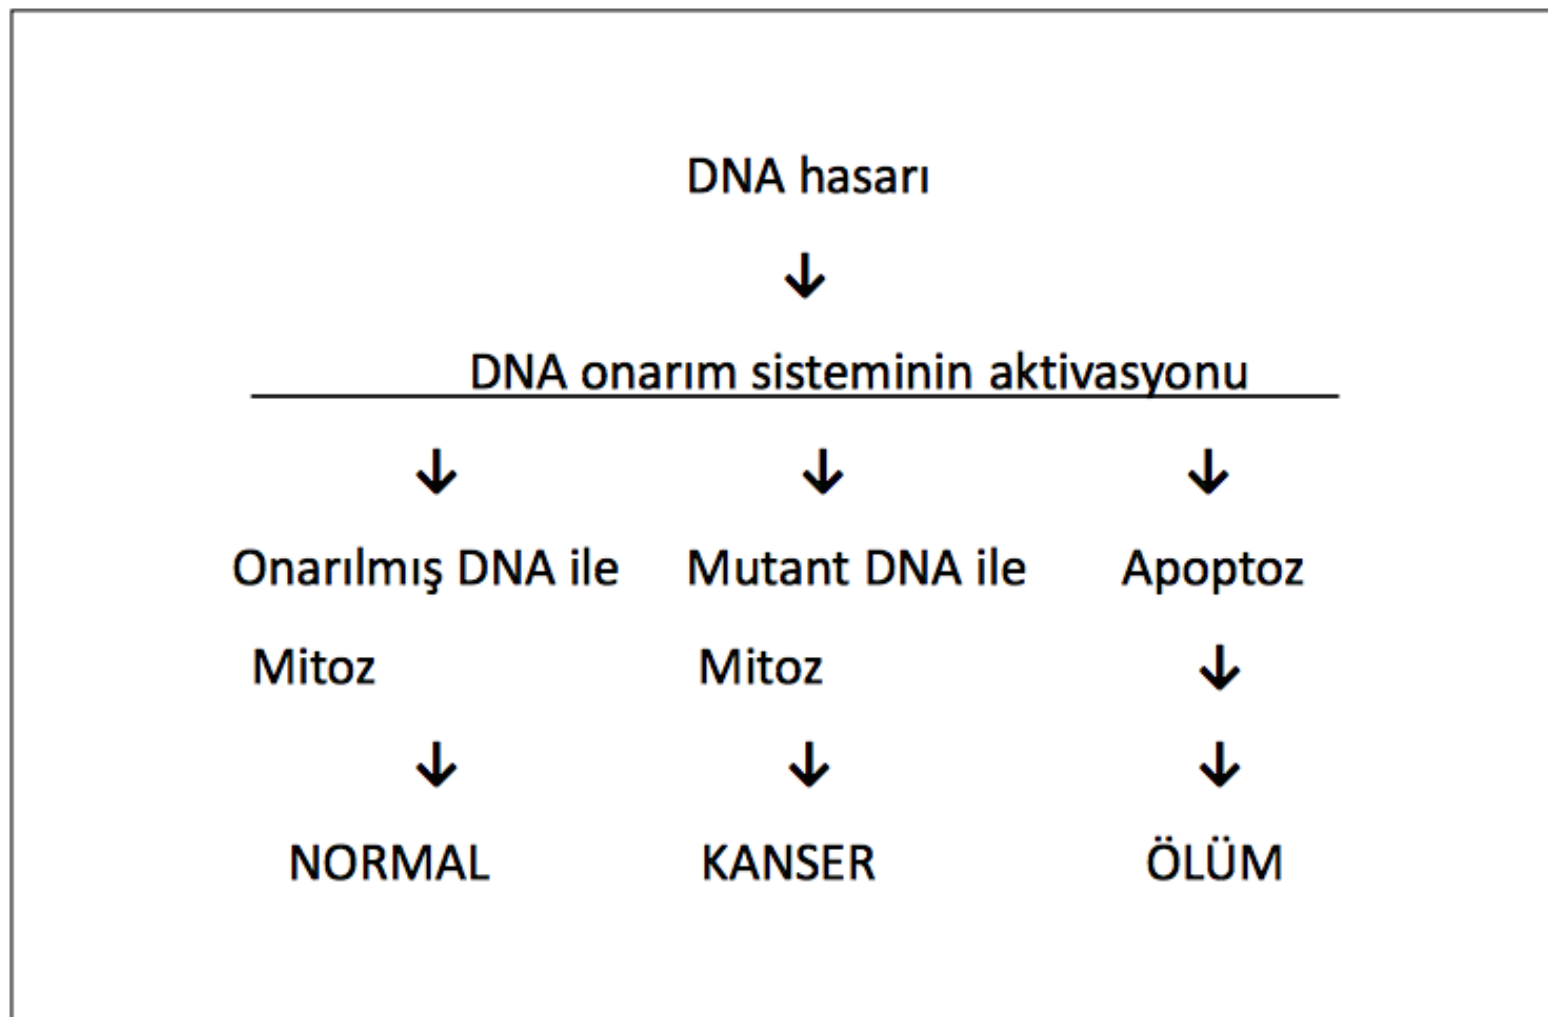 DNA hasarı
↓
DNA onarım sisteminin aktivasyonu
↓ ↓ ↓
Onarılmış DNA ile Mutant DNA ile Apoptoz
Mitoz Mitoz ↓
↓ ↓ ↓
NORMAL KANSER ÖLÜM